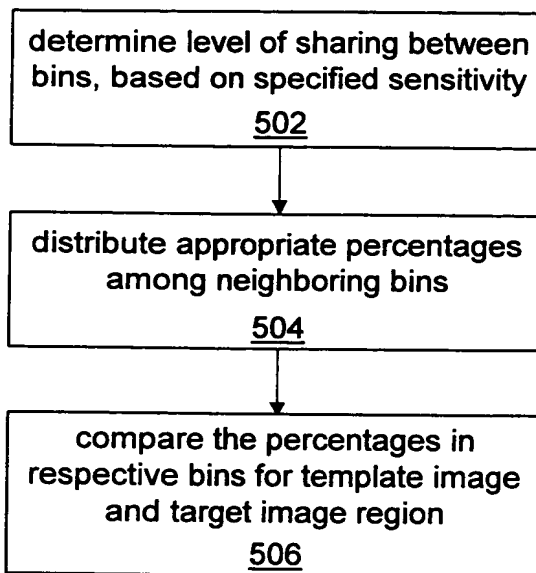 determine level of sharing between
bins, based on specified sensitivity
502
distribute appropriate percentages
among neighboring bins
504
compare the percentages in
respective bins for template image
and target image region
506